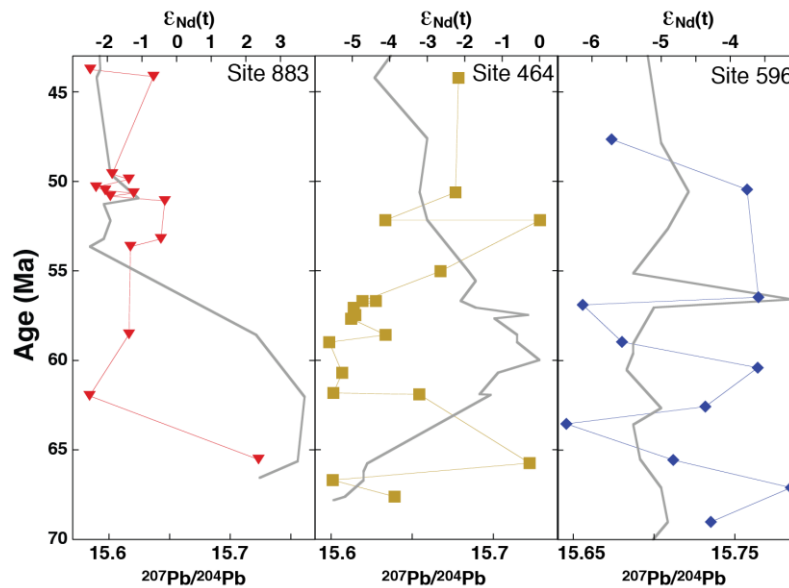 εNd(t) εNd(t) εNd(t)
-2 -1 0 1 2 3 -5 -4 -3 -2 -1 0 -6 -5 -4
Site 883 Site 464 Site 596
45
50
55
60
65
70
Age (Ma)
15.6 15.7 15.6 15.7 15.65 15.75
²⁰⁷Pb/²⁰⁴Pb ²⁰⁷Pb/²⁰⁴Pb ²⁰⁷Pb/²⁰⁴Pb